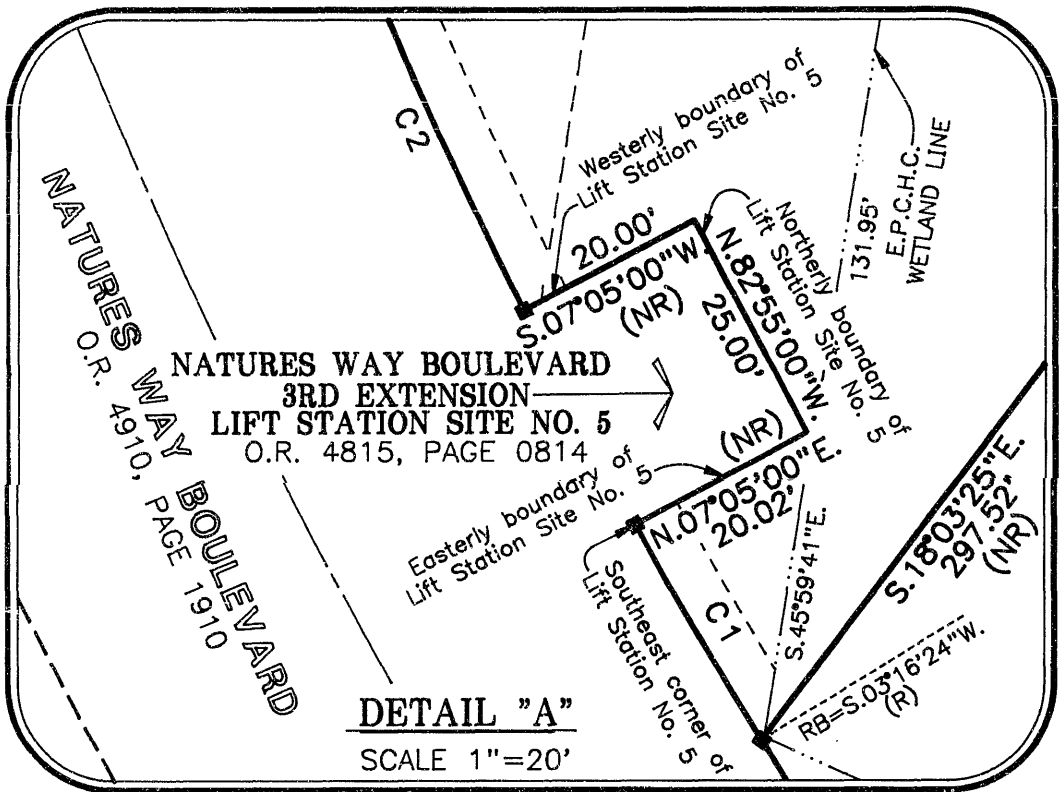 C2
Westerly boundary of
Lift Station Site No. 5
20.00'
S.07°05'00"W.
(NR)
Northerly boundary of
Lift Station Site No. 5
N.82°55'00"W.
25.00'
131.95'
E.P.C.H.C.
WETLAND LINE
NATURES WAY BOULEVARD
O.R. 4910, PAGE 1910
NATURES WAY BOULEVARD
3RD EXTENSION
LIFT STATION SITE NO. 5
O.R. 4815, PAGE 0814
Easterly boundary of
Lift Station Site No. 5
(NR)
N.07°05'00"E.
20.02'
Southeast corner of
Lift Station No. 5
C1
S.45°59'41"E.
S.18°03'25"E.
297.52'
(NR)
RB=S.03°16'24"W.
(R)
DETAIL "A"
SCALE 1"=20'